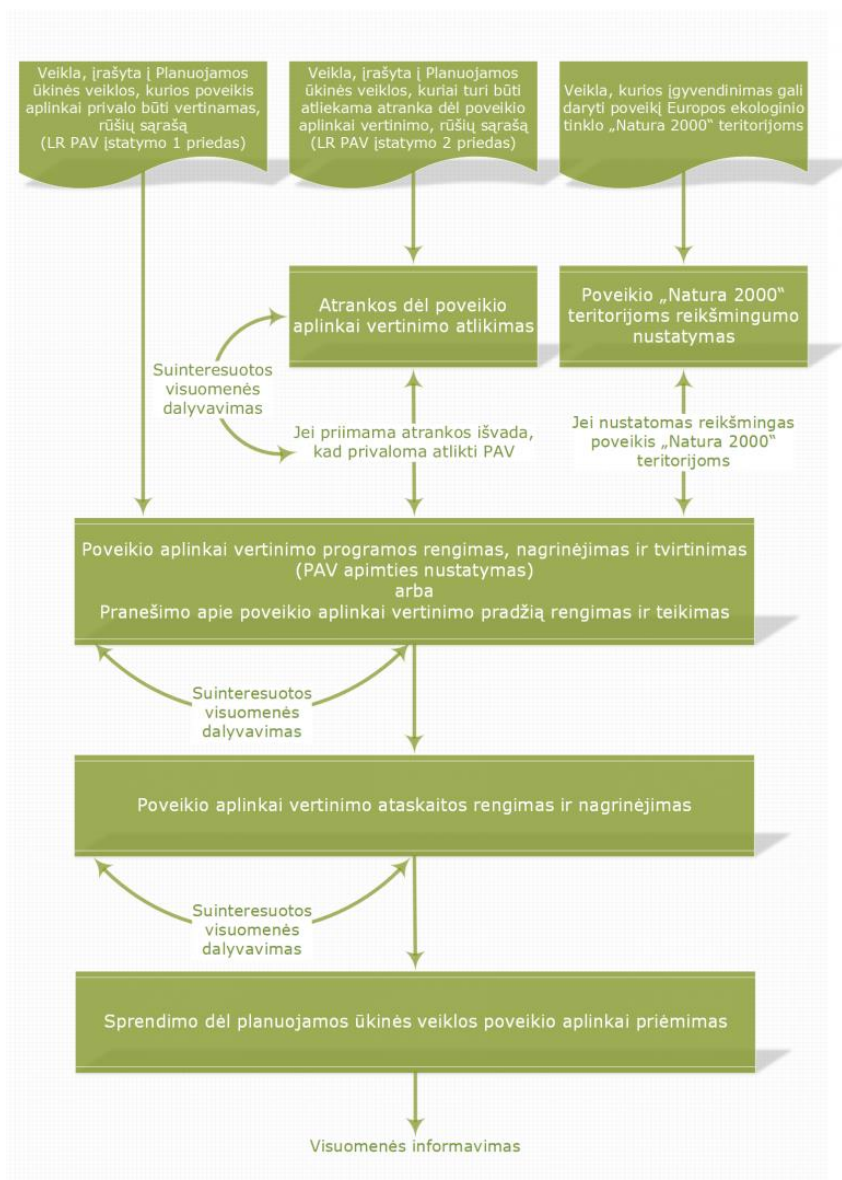 Veikla, įrašyta į Planuojamos
ūkinės veiklos, kurios poveikis
aplinkai privalo būti vertinamas,
rūšių sąrašą
(LR PAV įstatymo 1 priedas)
Veikla, įrašyta į Planuojamos
ūkinės veiklos, kuriai turi būti
atliekama atranka dėl poveikio
aplinkai vertinimo, rūšių sąrašą
(LR PAV įstatymo 2 priedas)
Veikla, kurios įgyvendinimas gali
daryti poveikį Europos ekologinio
tinklo „Natura 2000“ teritorijoms
Atrankos dėl poveikio
aplinkai vertinimo atlikimas
Poveikio „Natura 2000“
teritorijoms reikšmingumo
nustatymas
Suinteresuotos
visuomenės
dalyvavimas
Jei priimama atrankos išvada,
kad privaloma atlikti PAV
Jei nustatomas reikšmingas
poveikis „Natura 2000“
teritorijoms
Poveikio aplinkai vertinimo programos rengimas, nagrinėjimas ir tvirtinimas
(PAV apimties nustatymas)
arba
Pranešimo apie poveikio aplinkai vertinimo pradžią rengimas ir teikimas
Suinteresuotos
visuomenės
dalyvavimas
Poveikio aplinkai vertinimo ataskaitos rengimas ir nagrinėjimas
Suinteresuotos
visuomenės
dalyvavimas
Sprendimo dėl planuojamos ūkinės veiklos poveikio aplinkai priėmimas
Visuomenės informavimas